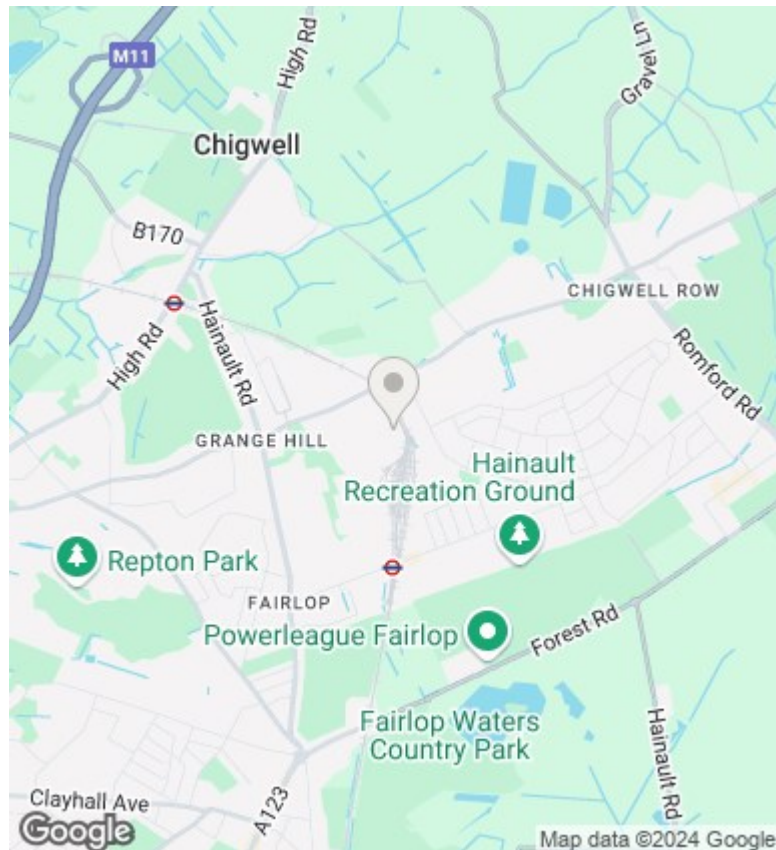 M11
High Rd
Gravel Ln
Chigwell
B170
CHIGWELL ROW
High Rd
Hainault Rd
Romford Rd
GRANGE HILL
Hainault
Recreation Ground
Repton Park
FAIRLOP
Powerleague Fairlop
Forest Rd
Fairlop Waters
Country Park
Hainault Rd
Clayhall Ave
A123
Google
Map data ©2024 Google